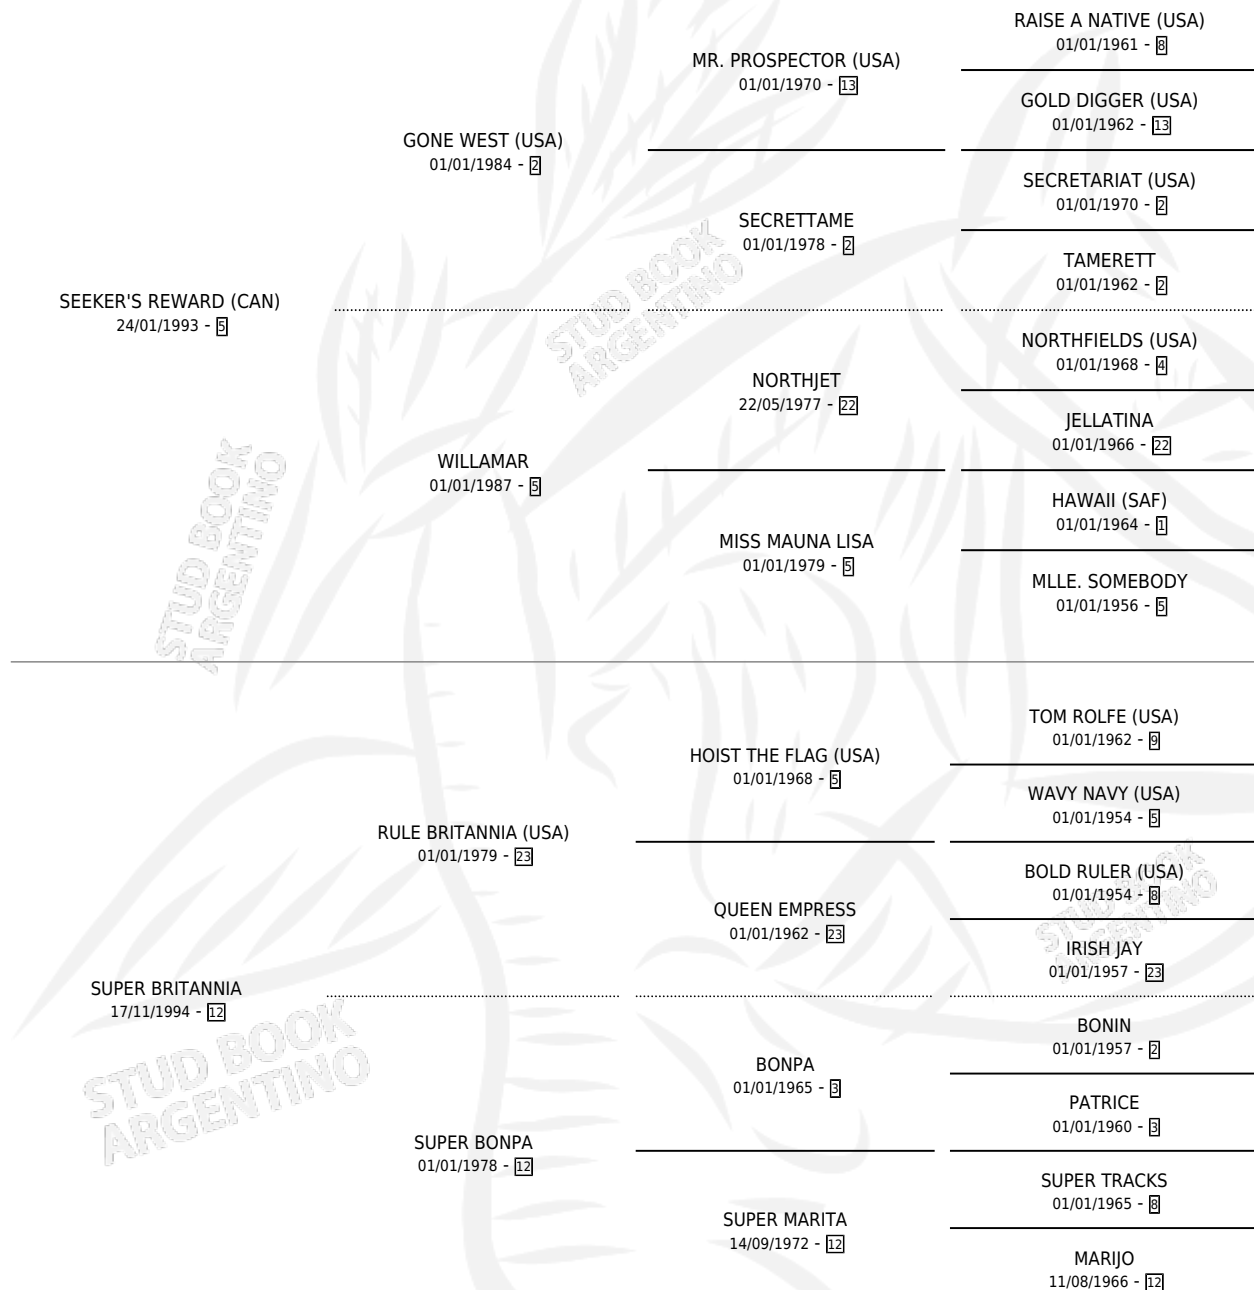 RAISE A NATIVE (USA)
01/01/1961 - 8
MR. PROSPECTOR (USA)
01/01/1970 - 13
GOLD DIGGER (USA)
01/01/1962 - 13
GONE WEST (USA)
01/01/1984 - 2
SECRETARIAT (USA)
01/01/1970 - 2
SECRETTAME
01/01/1978 - 2
TAMERETT
01/01/1962 - 2
SEEKER'S REWARD (CAN)
24/01/1993 - 5
NORTHFIELDS (USA)
01/01/1968 - 4
NORTHJET
22/05/1977 - 22
JELLATINA
01/01/1966 - 22
WILLAMAR
01/01/1987 - 5
HAWAII (SAF)
01/01/1964 - 1
MISS MAUNA LISA
01/01/1979 - 5
MLLE. SOMEBODY
01/01/1956 - 5
TOM ROLFE (USA)
01/01/1962 - 9
HOIST THE FLAG (USA)
01/01/1968 - 5
WAVY NAVY (USA)
01/01/1954 - 5
RULE BRITANNIA (USA)
01/01/1979 - 23
BOLD RULER (USA)
01/01/1954 - 8
QUEEN EMPRESS
01/01/1962 - 23
IRISH JAY
01/01/1957 - 23
SUPER BRITANNIA
17/11/1994 - 12
BONIN
01/01/1957 - 2
BONPA
01/01/1965 - 3
PATRICE
01/01/1960 - 3
SUPER BONPA
01/01/1978 - 12
SUPER TRACKS
01/01/1965 - 8
SUPER MARITA
14/09/1972 - 12
MARIJO
11/08/1966 - 12
STUD BOOK
ARGENTINO
STUD BOOK
ARGENTINO
STUD BOOK
ARGENTINO
STUD BOOK
ARGENTINO